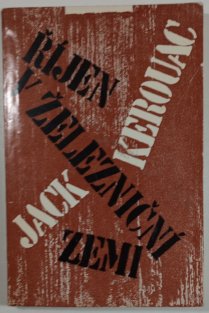 JACK KEROUAC
ŘÍJEN
V ŽELEZNIČNÍ
ZEMI